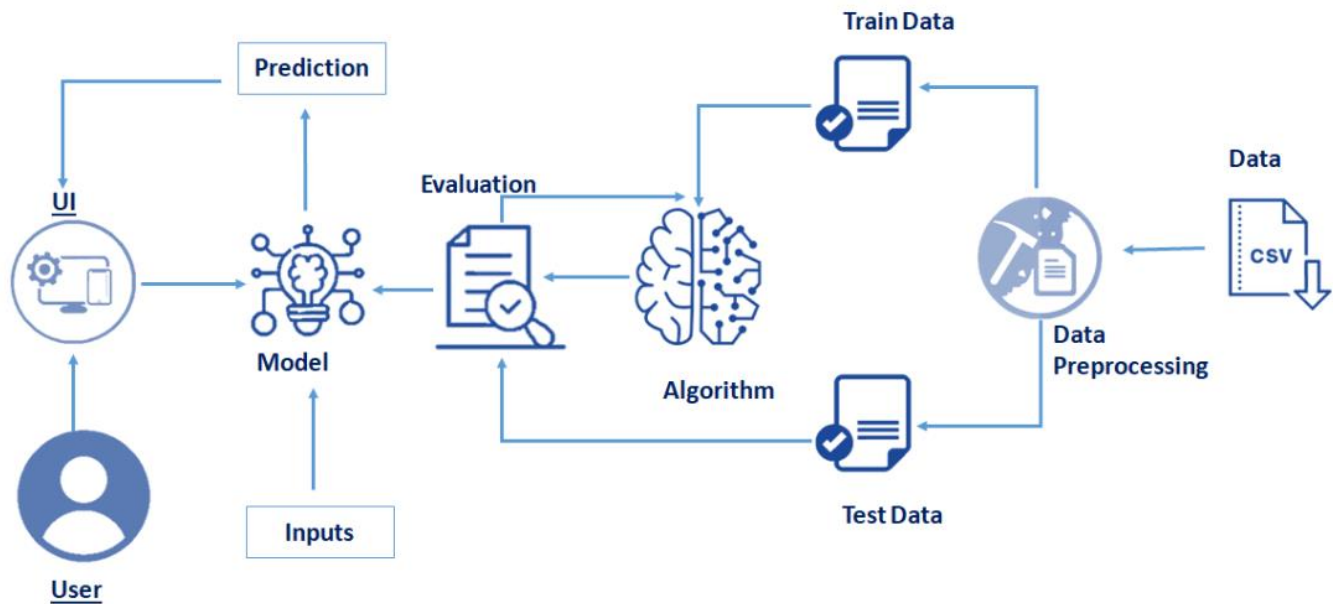 Train Data
Prediction
Data
Evaluation
UI
CSV
Data
Preprocessing
Model
Algorithm
Test Data
Inputs
User